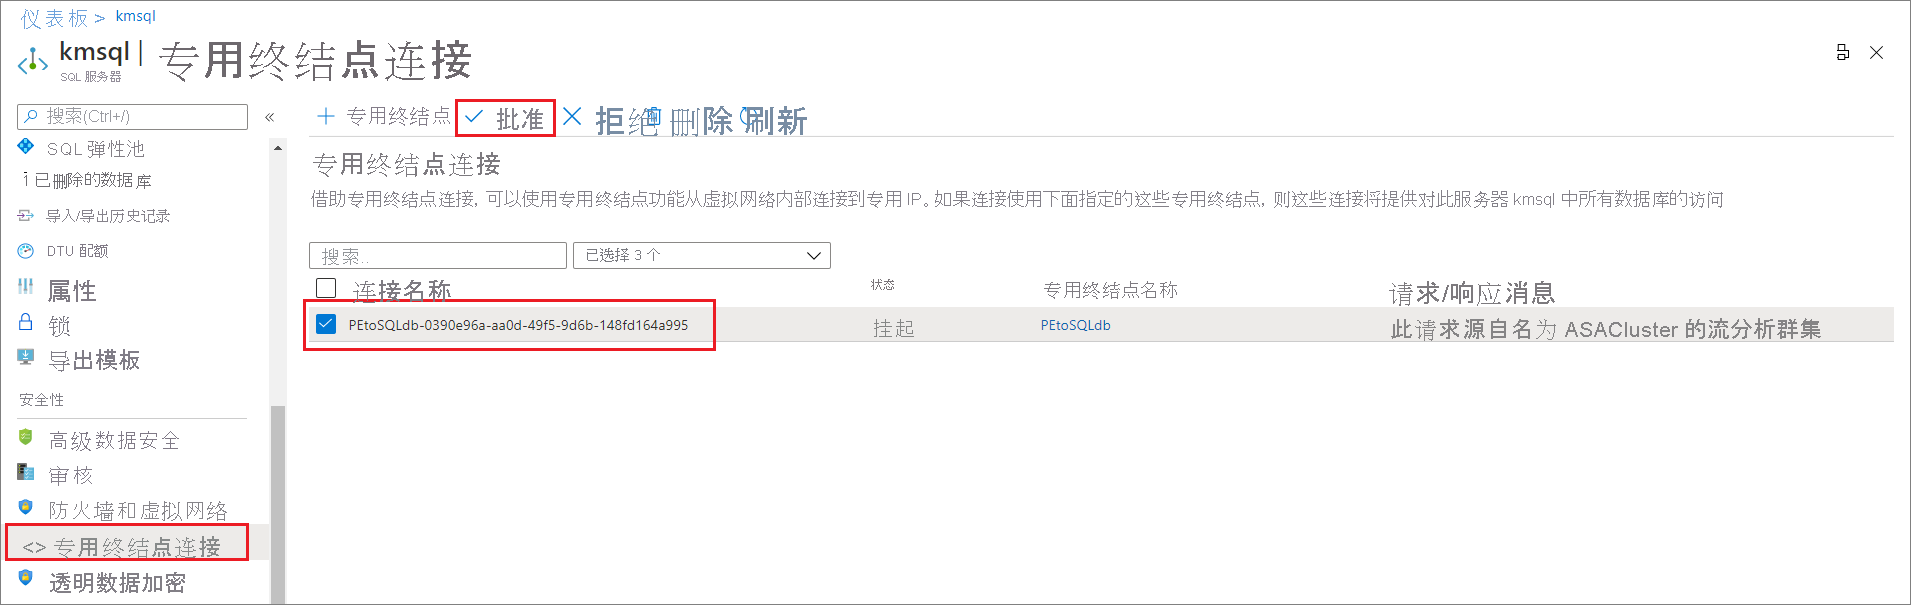 仪表板 > kmsql
kmsql | 专用终结点连接
SQL 服务器
搜索(Ctrl+/)
«
SQL 弹性池
已删除的数据库
导入/导出历史记录
DTU 配额
属性
锁
导出模板
安全性
高级数据安全
审核
防火墙和虚拟网络
<> 专用终结点连接
透明数据加密
+ 专用终结点 批准 拒绝 删除 刷新
专用终结点连接
借助专用终结点连接, 可以使用专用终结点功能从虚拟网络内部连接到专用 IP。如果连接使用下面指定的这些专用终结点, 则这些连接将提供对此服务器 kmsql 中所有数据库的访问
搜索.. 已选择 3 个
连接名称 状态 专用终结点名称 请求/响应消息
PEtoSQLdb-0390e96a-aa0d-49f5-9d6b-148fd164a995 挂起 PEtoSQLdb 此请求源自名为 ASACluster 的流分析群集